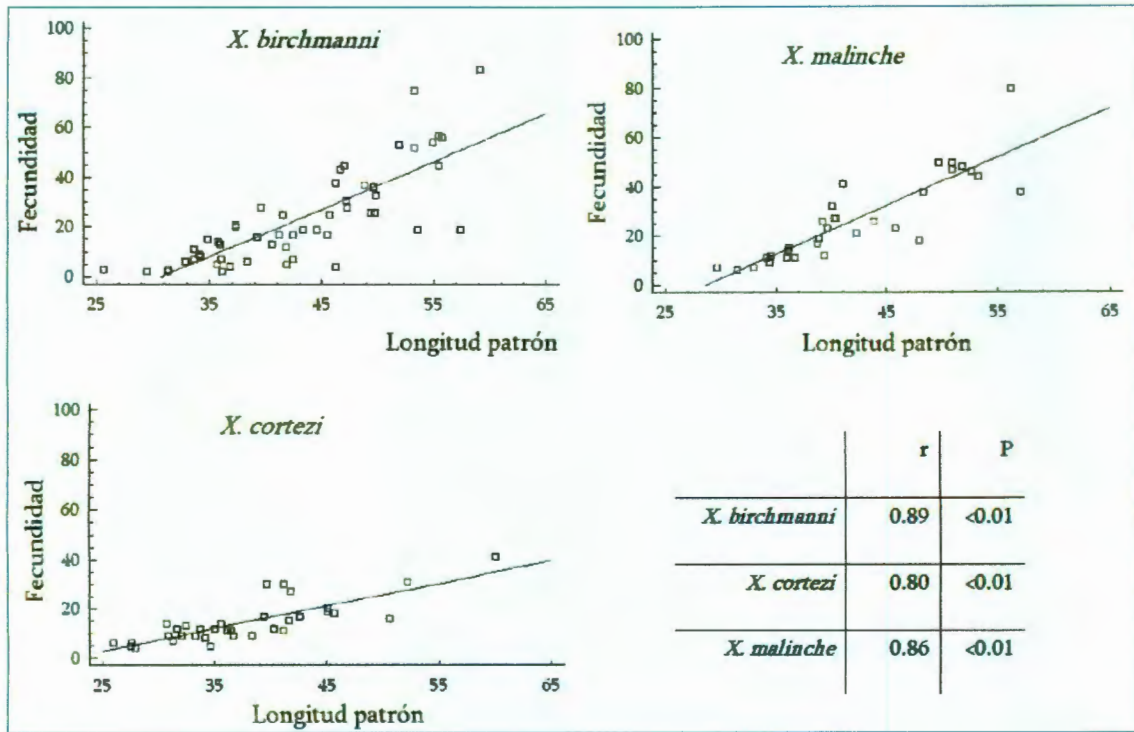 X. birchmanni
Fecundidad
100
80
60
40
20
0
25 35 45 55 65
Longitud patrón
X. malinche
Fecundidad
100
80
60
40
20
0
25 35 45 55 65
Longitud patrón
X. cortezi
Fecundidad
100
80
60
40
20
0
25 35 45 55 65
Longitud patrón
r P
X. birchmanni 0.89 <0.01
X. cortezi 0.80 <0.01
X. malinche 0.86 <0.01